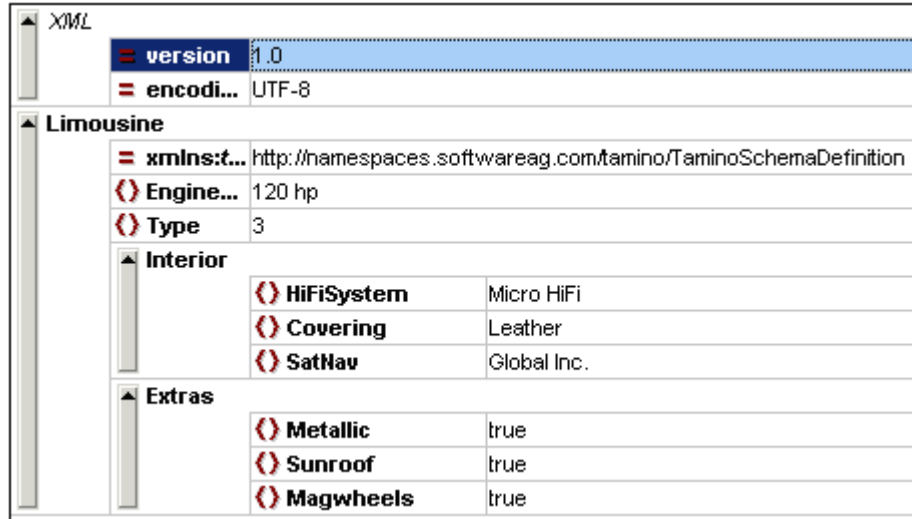 XML
= version 1.0
= encodi... UTF-8
Limousine
= xmlns:t... http://namespaces.softwareag.com/tamino/TaminoSchemaDefinition
<> Engine... 120 hp
<> Type 3
Interior
<> HiFiSystem Micro HiFi
<> Covering Leather
<> SatNav Global Inc.
Extras
<> Metallic true
<> Sunroof true
<> Magwheels true